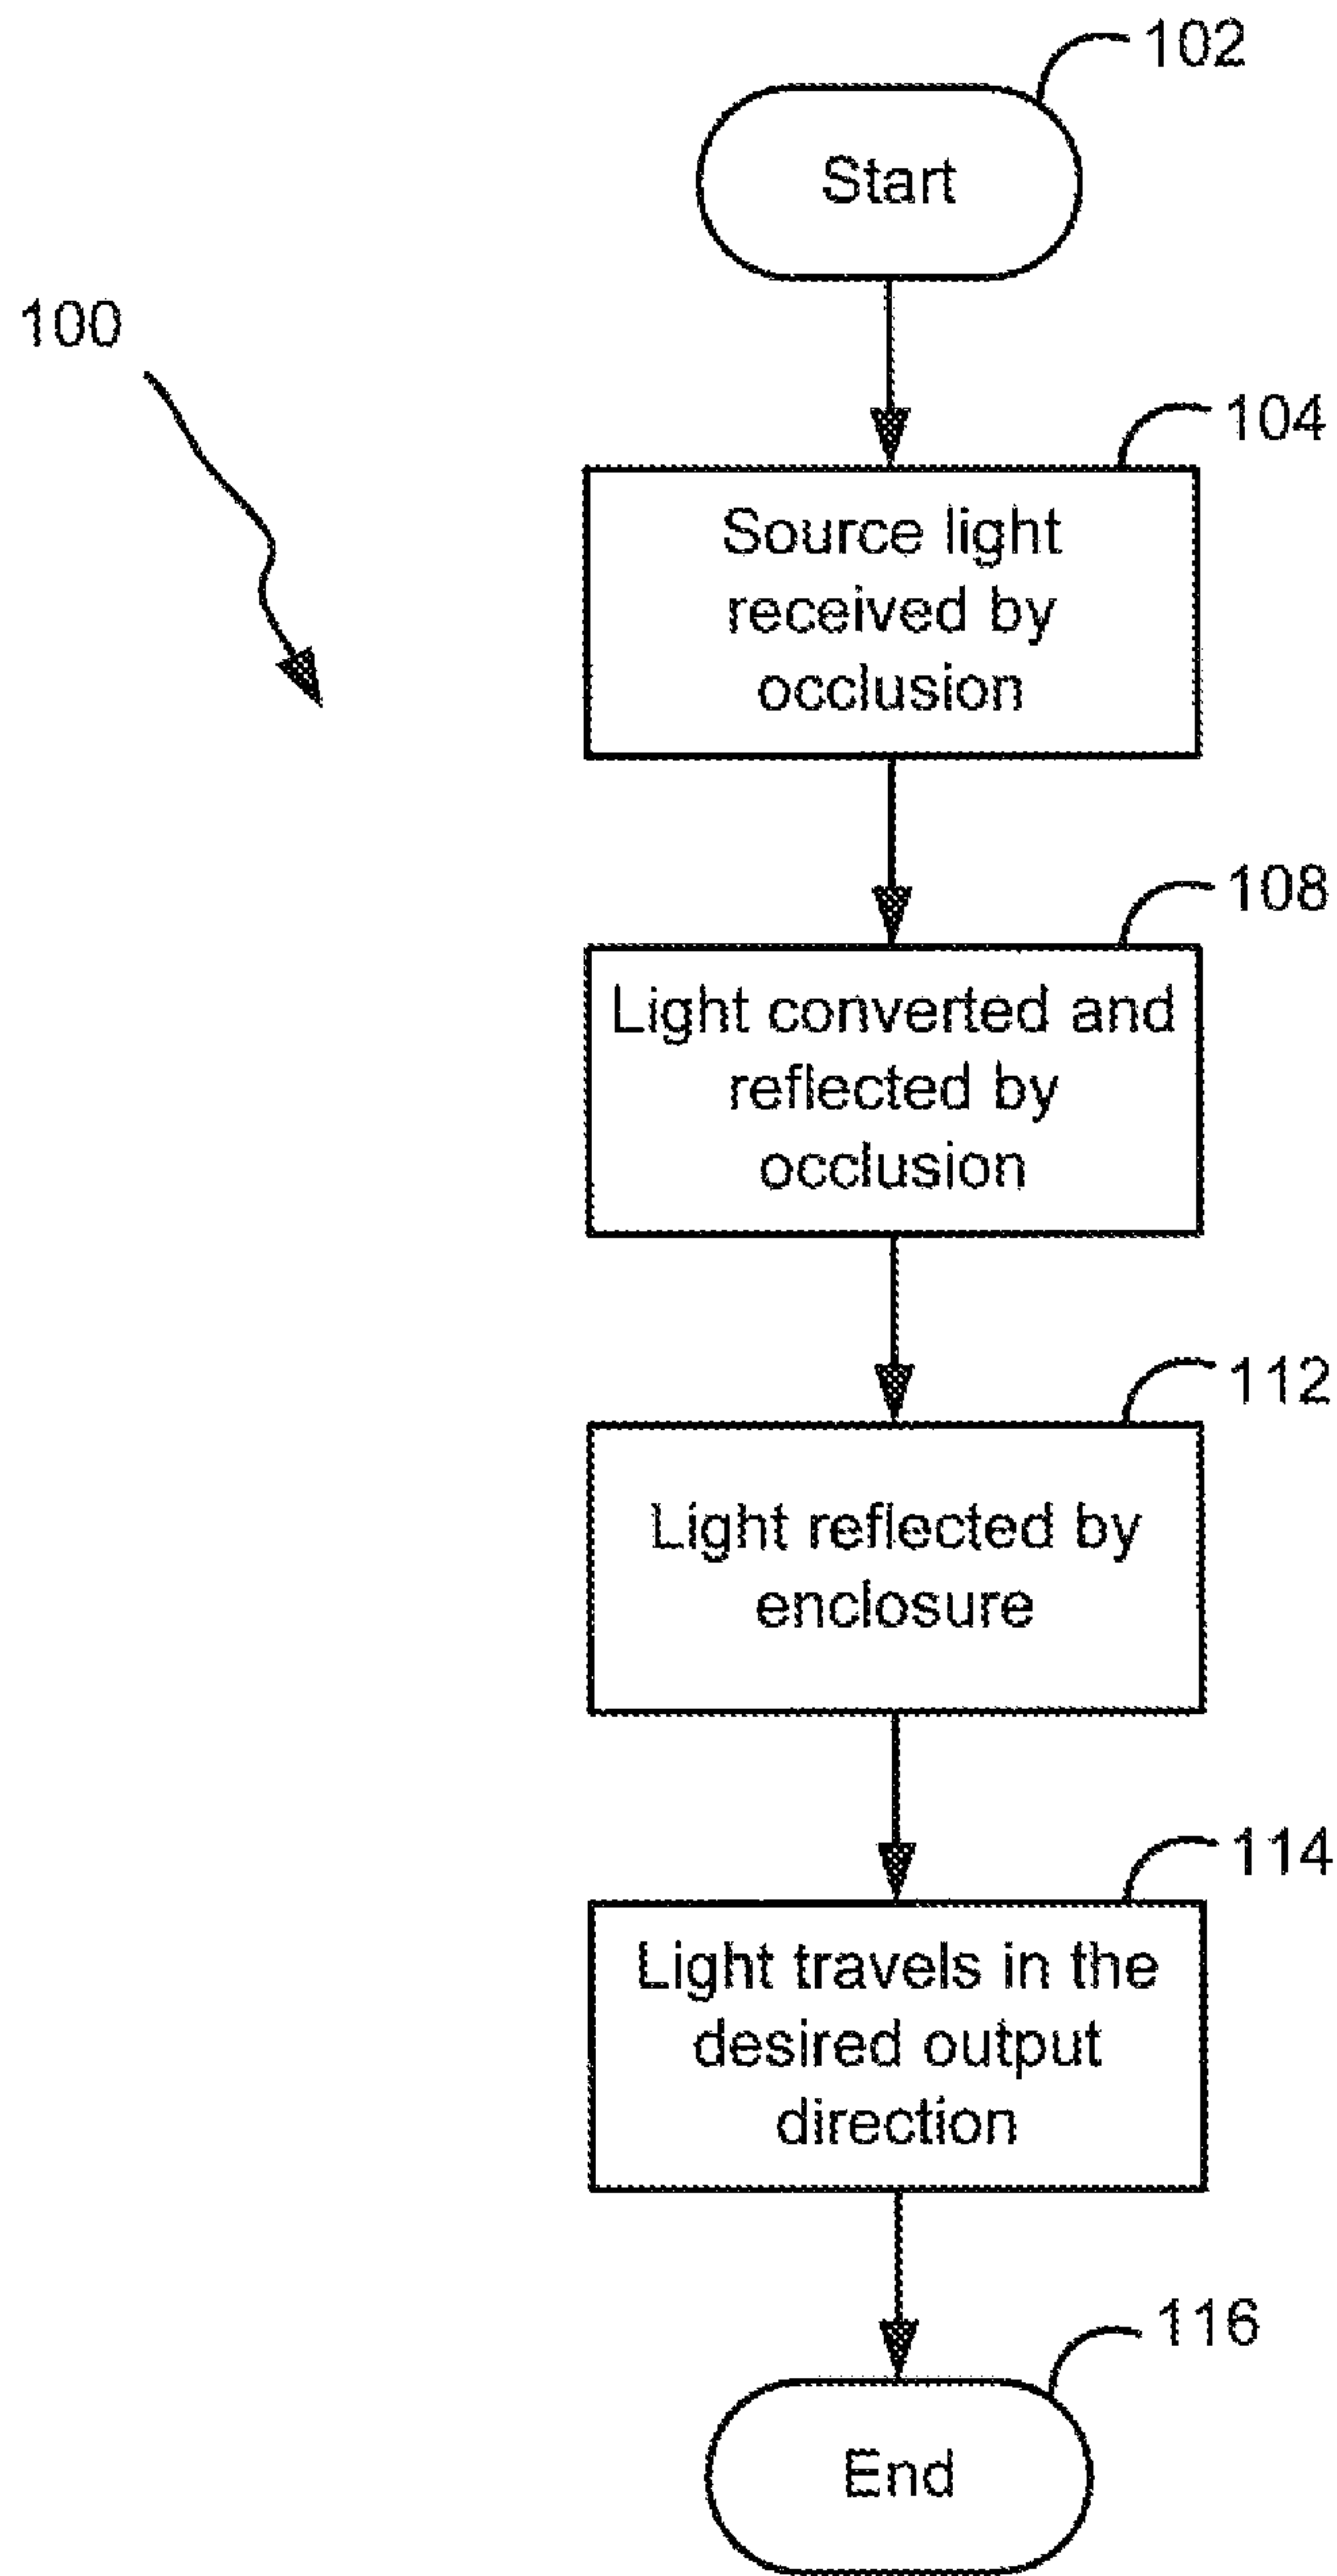 102
Start
100
104
Source light
received by
occlusion
108
Light converted and
reflected by
occlusion
112
Light reflected by
enclosure
114
Light travels in the
desired output
direction
116
End